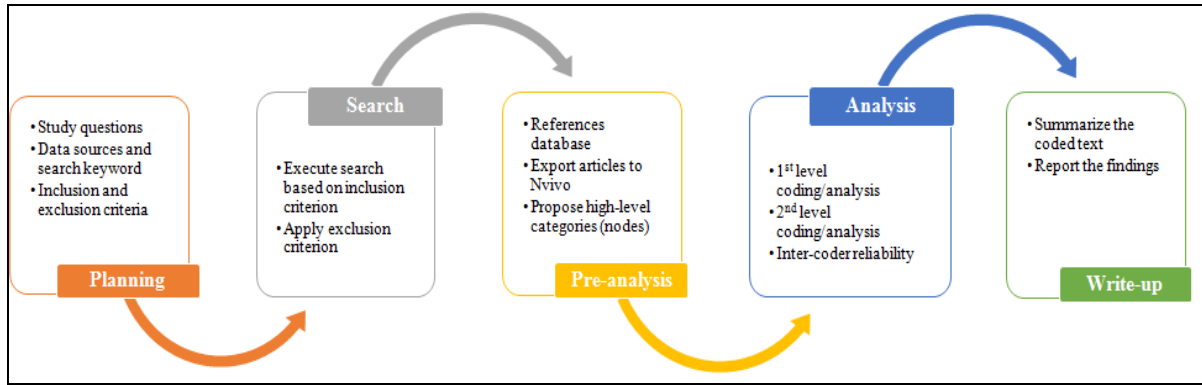 • Study questions
• Data sources and
search keyword
• Inclusion and
exclusion criteria
Planning
Search
• Execute search
based on inclusion
criterion
• Apply exclusion
criterion
• References
database
• Export articles to
Nvivo
• Propose high-level
categories (nodes)
Pre-analysis
Analysis
• 1st level
coding/analysis
• 2nd level
coding/analysis
• Inter-coder reliability
• Summarize the
coded text
• Report the findings
Write-up